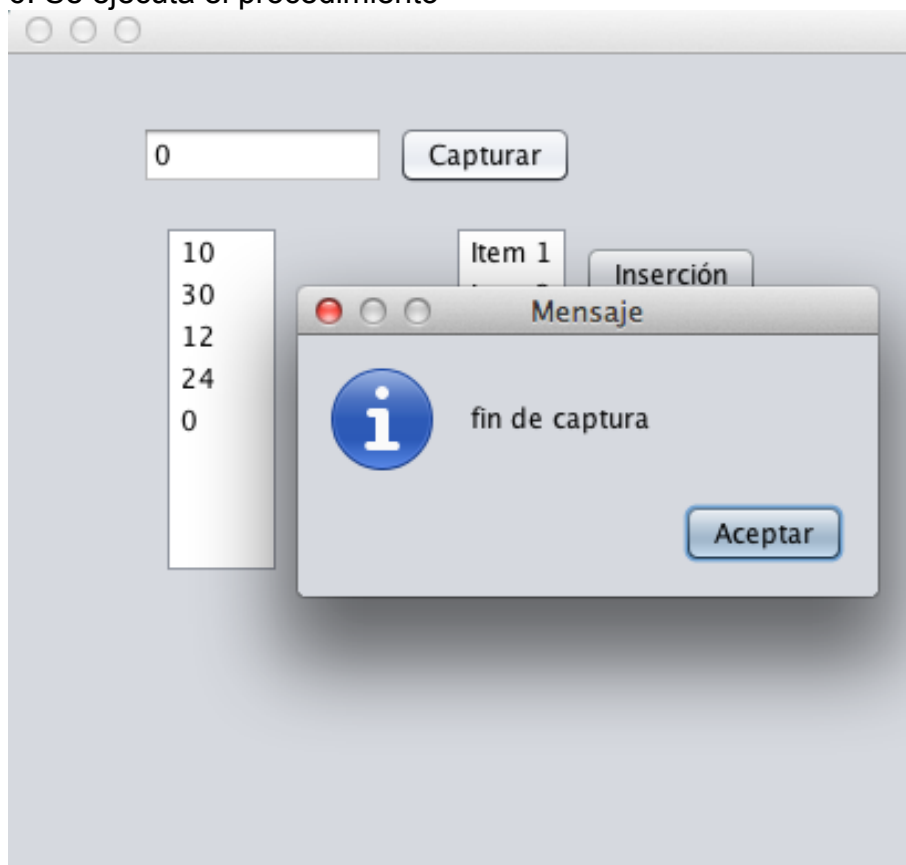 0
Capturar
10
30
12
24
0
Item 1
Inserción
Mensaje
fin de captura
Aceptar